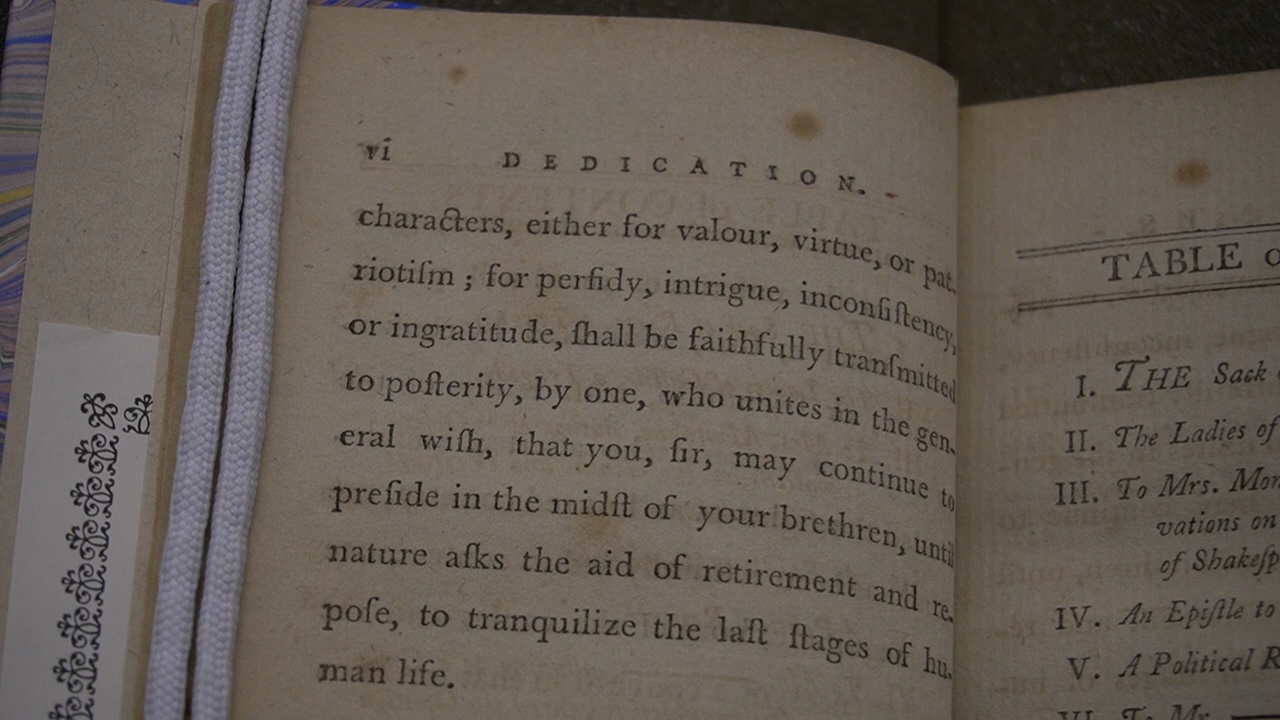 vi DEDICATION.
characters, either for valour, virtue, or pat-
riotiſm ; for perfidy, intrigue, inconſiſtency,
or ingratitude, ſhall be faithfully tranſmitted
to poſterity, by one, who unites in the gen-
eral wiſh, that you, ſir, may continue to
preſide in the midſt of your brethren, until
nature aſks the aid of retirement and re-
poſe, to tranquilize the laſt ſtages of hu-
man life.
TABLE
I. THE Sack
II. The Ladies of
III. To Mrs.
vations on
of
IV. An Epiſtle to
V. A Political
VI. To Mr.